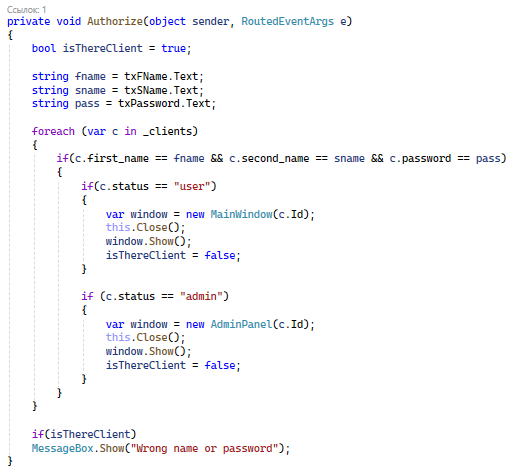 Ссылок: 1
private void Authorize(object sender, RoutedEventArgs e)
{
bool isThereClient = true;
string fname = txFName.Text;
string sname = txSName.Text;
string pass = txPassword.Text;
foreach (var c in _clients)
{
if(c.first_name == fname && c.second_name == sname && c.password == pass)
{
if(c.status == "user")
{
var window = new MainWindow(c.Id);
this.Close();
window.Show();
isThereClient = false;
}
if (c.status == "admin")
{
var window = new AdminPanel(c.Id);
this.Close();
window.Show();
isThereClient = false;
}
}
}
if(isThereClient)
MessageBox.Show("Wrong name or password");
}